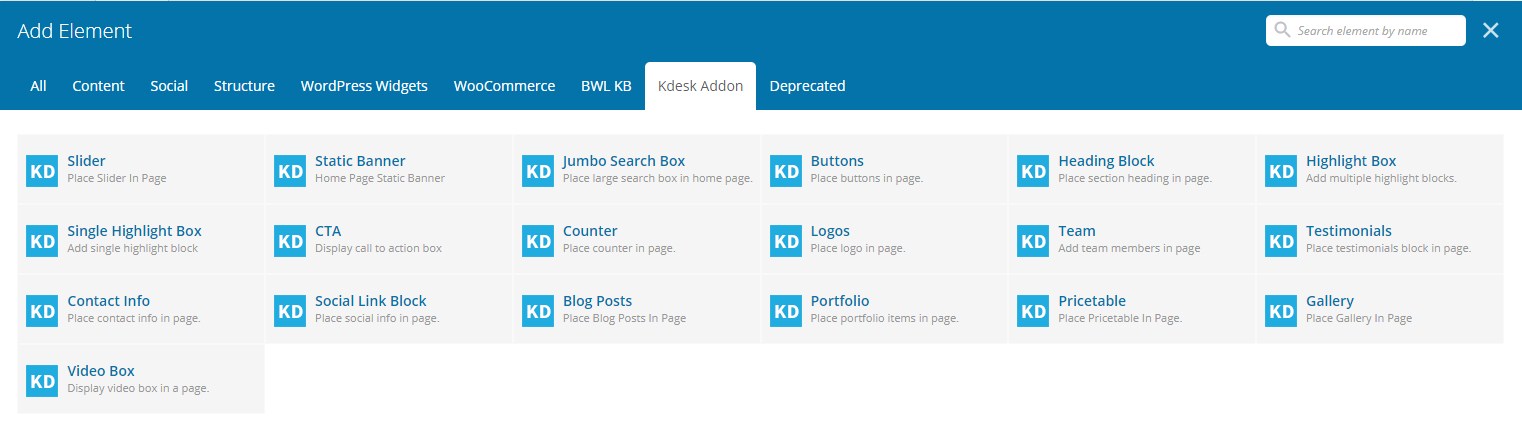 Add Element
Search element by name
All Content Social Structure WordPress Widgets WooCommerce BWL KB Kdesk Addon Deprecated
KD Slider
Place Slider In Page
KD Static Banner
Home Page Static Banner
KD Jumbo Search Box
Place large search box in home page.
KD Buttons
Place buttons in page.
KD Heading Block
Place section heading in page.
KD Highlight Box
Add multiple highlight blocks.
KD Single Highlight Box
Add single highlight block
KD CTA
Display call to action box
KD Counter
Place counter in page.
KD Logos
Place logo in page.
KD Team
Add team members in page
KD Testimonials
Place testimonials block in page.
KD Contact Info
Place contact info in page.
KD Social Link Block
Place social info in page.
KD Blog Posts
Place Blog Posts In Page
KD Portfolio
Place portfolio items in page.
KD Pricetable
Place Pricetable In Page.
KD Gallery
Place Gallery In Page
KD Video Box
Display video box in a page.